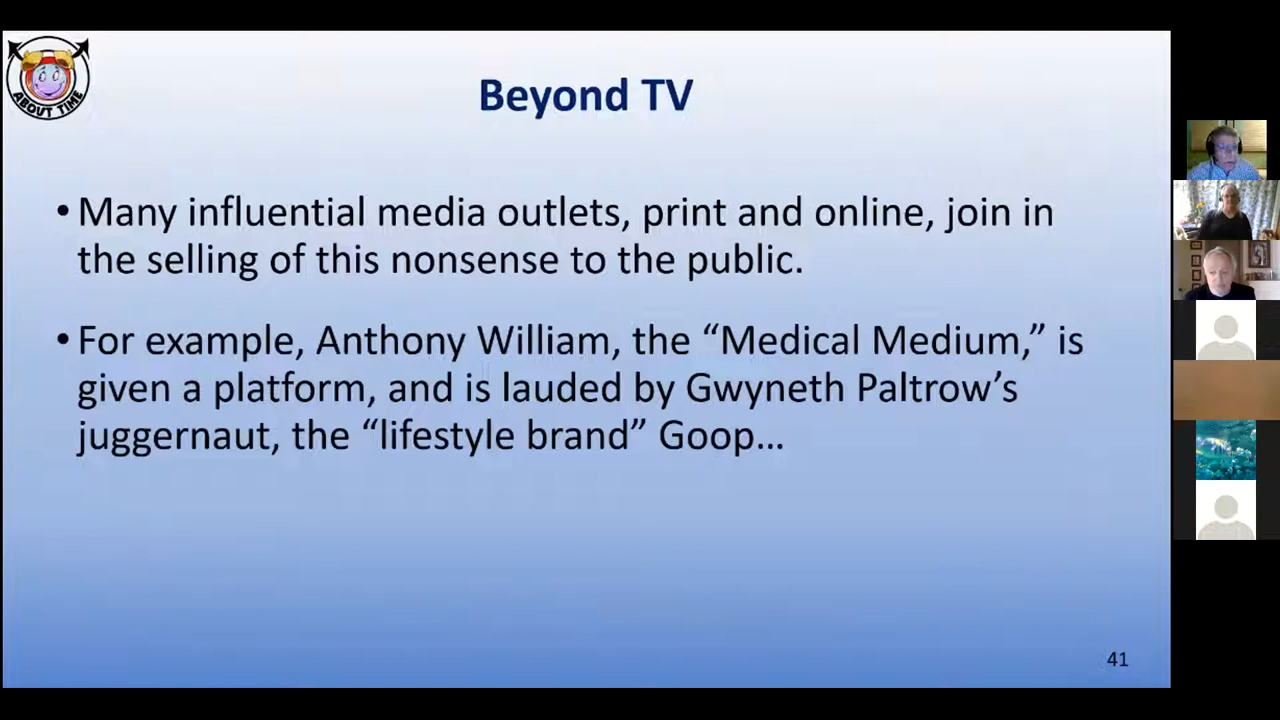 ABOUT TIME
Beyond TV
• Many influential media outlets, print and online, join in
the selling of this nonsense to the public.
• For example, Anthony William, the “Medical Medium,” is
given a platform, and is lauded by Gwyneth Paltrow’s
juggernaut, the “lifestyle brand” Goop…
41